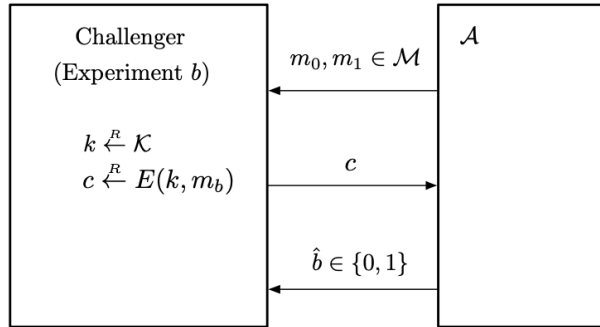 Challenger
(Experiment b)
k ←R K
c ←R E(k, m_b)
m₀, m₁ ∈ M
c
b̂ ∈ {0, 1}
A